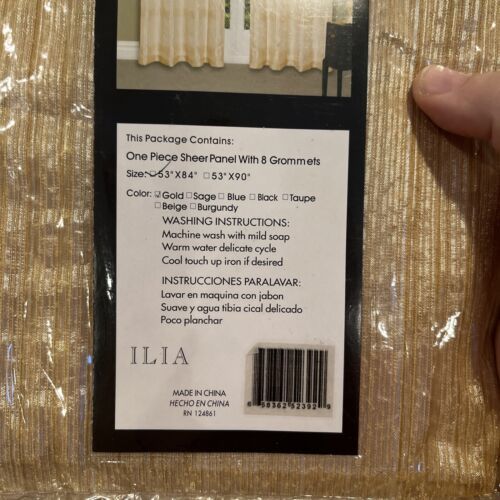 This Package Contains:
One Piece Sheer Panel With 8 Grommets
Size: ☑53"X84" ☐53"X90"
Color: ☑Gold ☐Sage ☐Blue ☐Black ☐Taupe
☐Beige ☐Burgundy
WASHING INSTRUCTIONS:
Machine wash with mild soap
Warm water delicate cycle
Cool touch up iron if desired
INSTRUCCIONES PARALAVAR:
Lavar en maquina con jabon
Suave y agua tibia cical delicado
Poco planchar
ILIA
MADE IN CHINA
HECHO EN CHINA
RN 124861